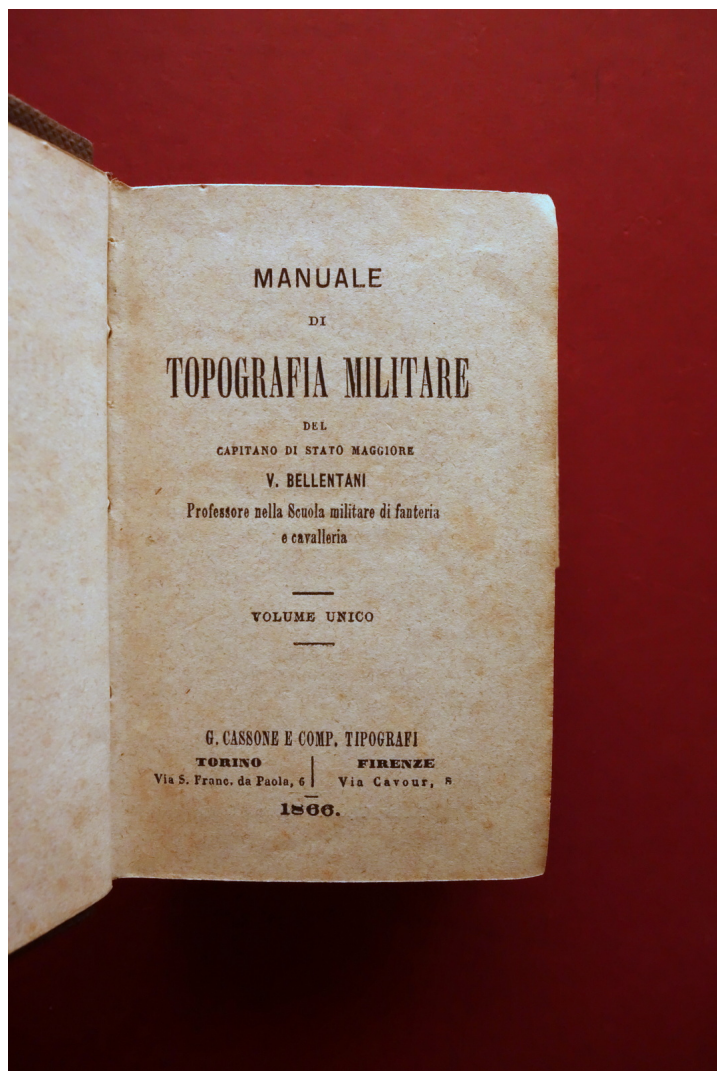 MANUALE
DI
TOPOGRAFIA MILITARE
DEL
CAPITANO DI STATO MAGGIORE
V. BELLENTANI
Professore nella Scuola militare di fanteria
e cavalleria
VOLUME UNICO
G. CASSONE E COMP. TIPOGRAFI
TORINO | FIRENZE
Via S. Franc. da Paola, 6 | Via Cavour, 8
1866.